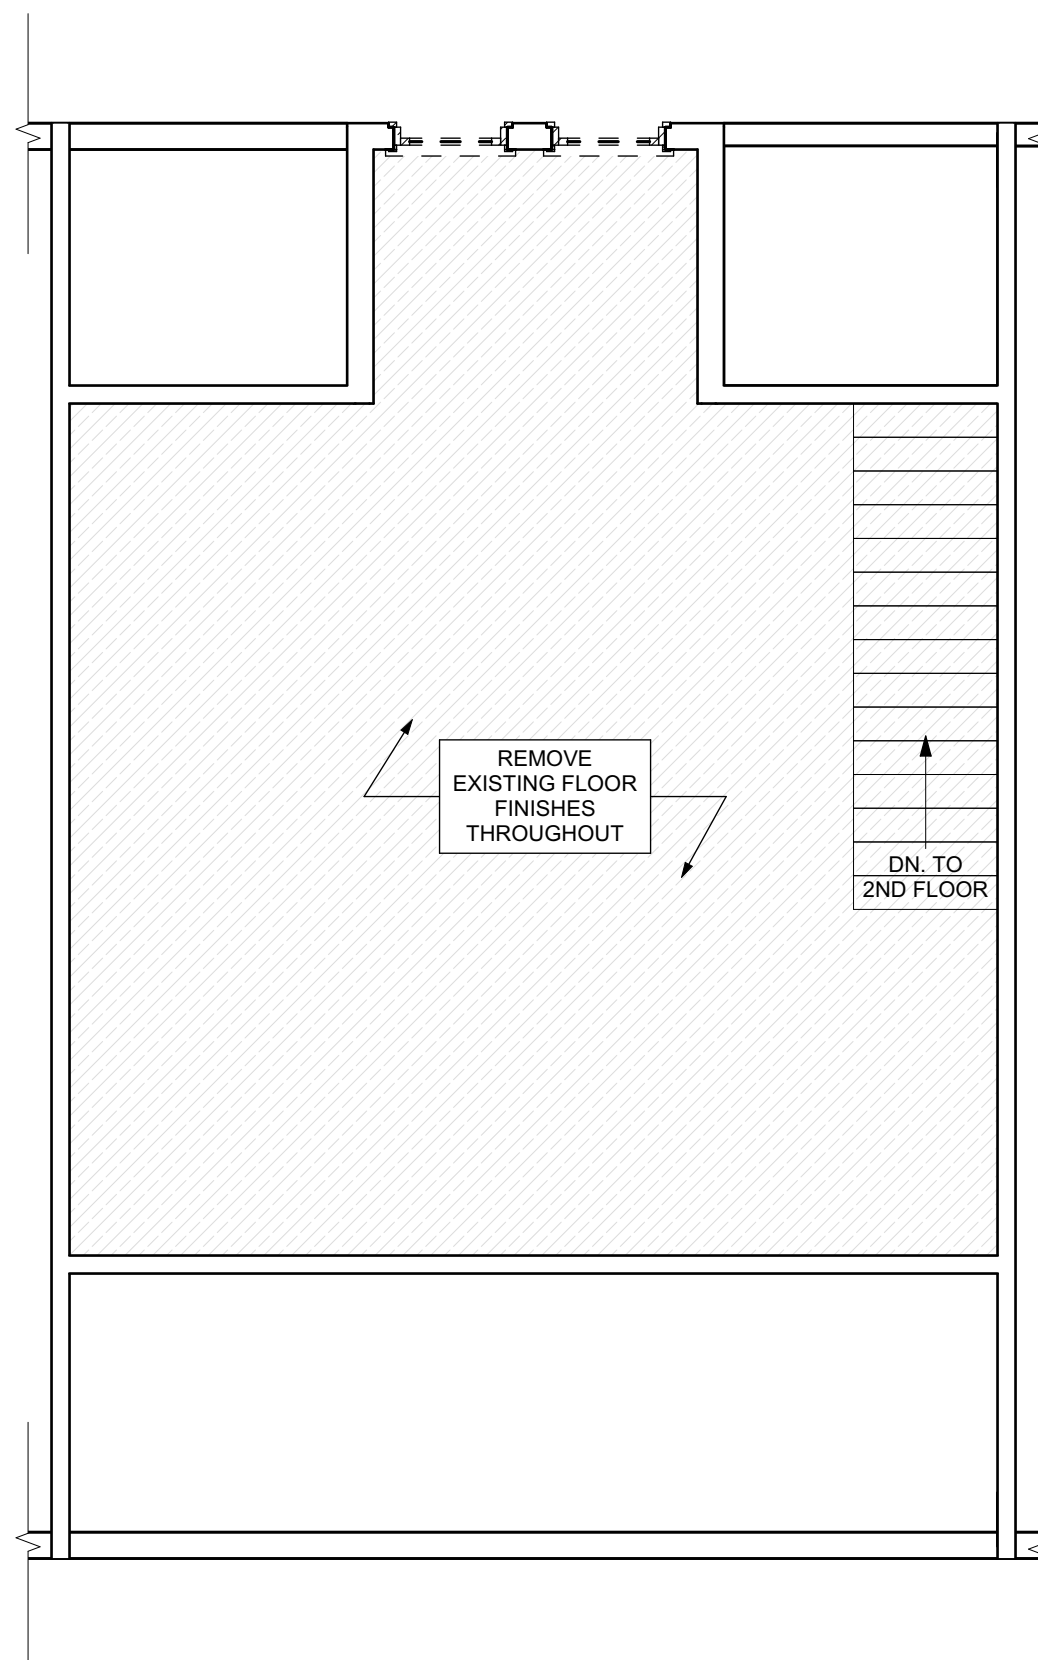 REMOVE
EXISTING FLOOR
FINISHES
THROUGHOUT
DN. TO
2ND FLOOR